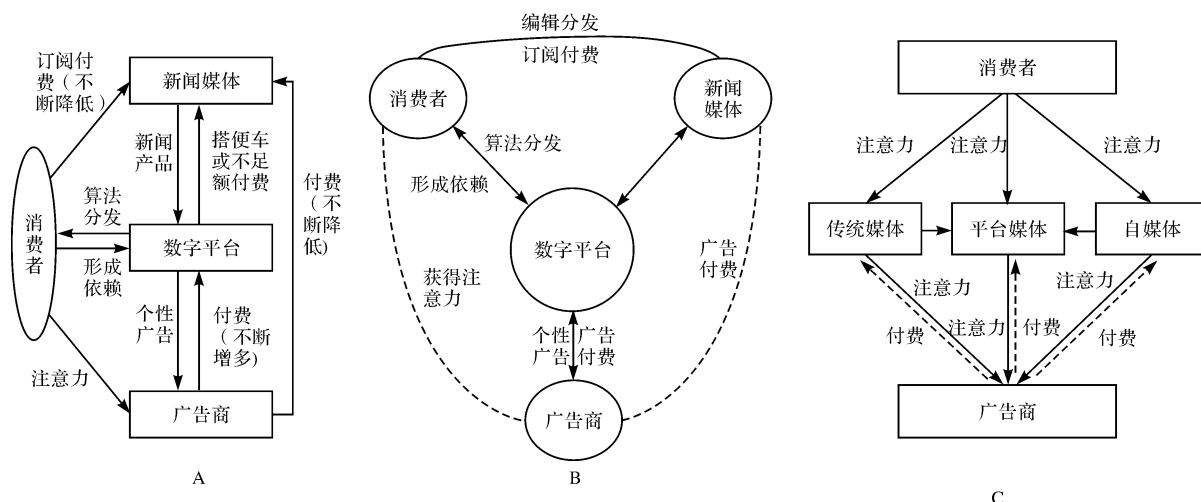 订阅付
费（不
断降低）
新闻媒体
新闻
产品
搭便车
或不足
额付费
付费
（不
断降
低)
消
费
者
算法
分发
形成
依赖
数字平台
个性
广告
付费
（不断
增多)
注意力
广告商
A
编辑分发
订阅付费
消费者
新闻
媒体
算法分发
形成依赖
数字平台
获得注
意力
广告
付费
个性
广告
广告
付费
广告商
B
消费者
注意力
注意力
注意力
传统媒体
平台媒体
自媒体
注意力
注意力
注意力
付费
付费
付费
广告商
C